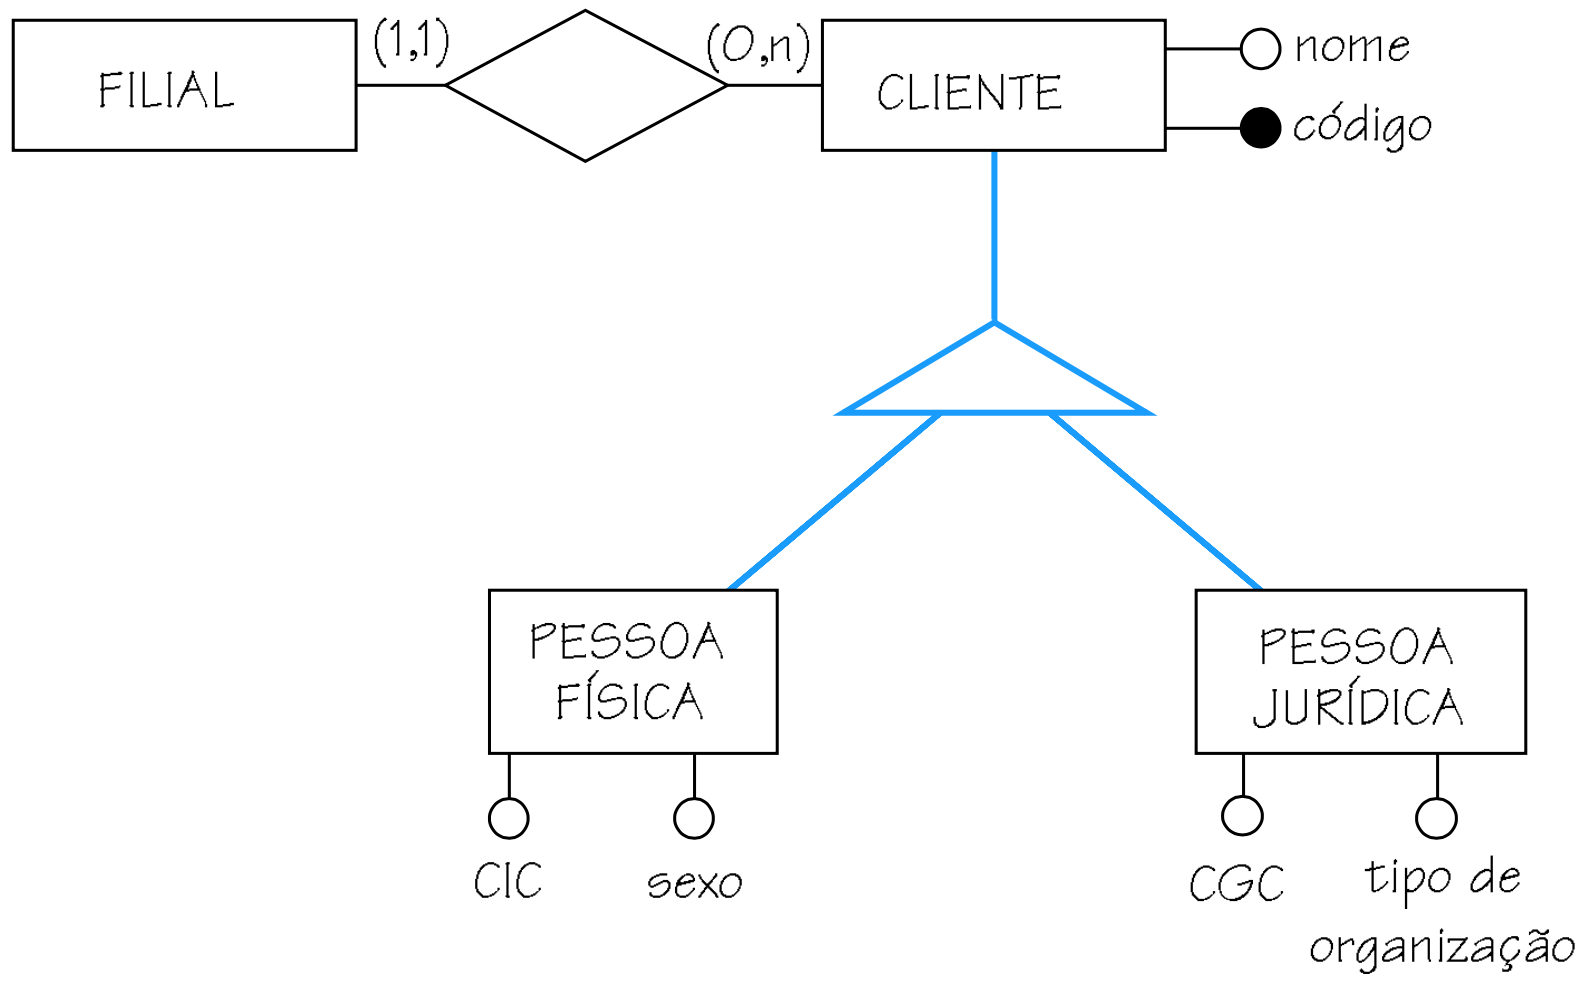 FILIAL
(1,1)
(0,n)
CLIENTE
nome
código
PESSOA
FÍSICA
PESSOA
JURÍDICA
CIC
sexo
CGC
tipo de
organização